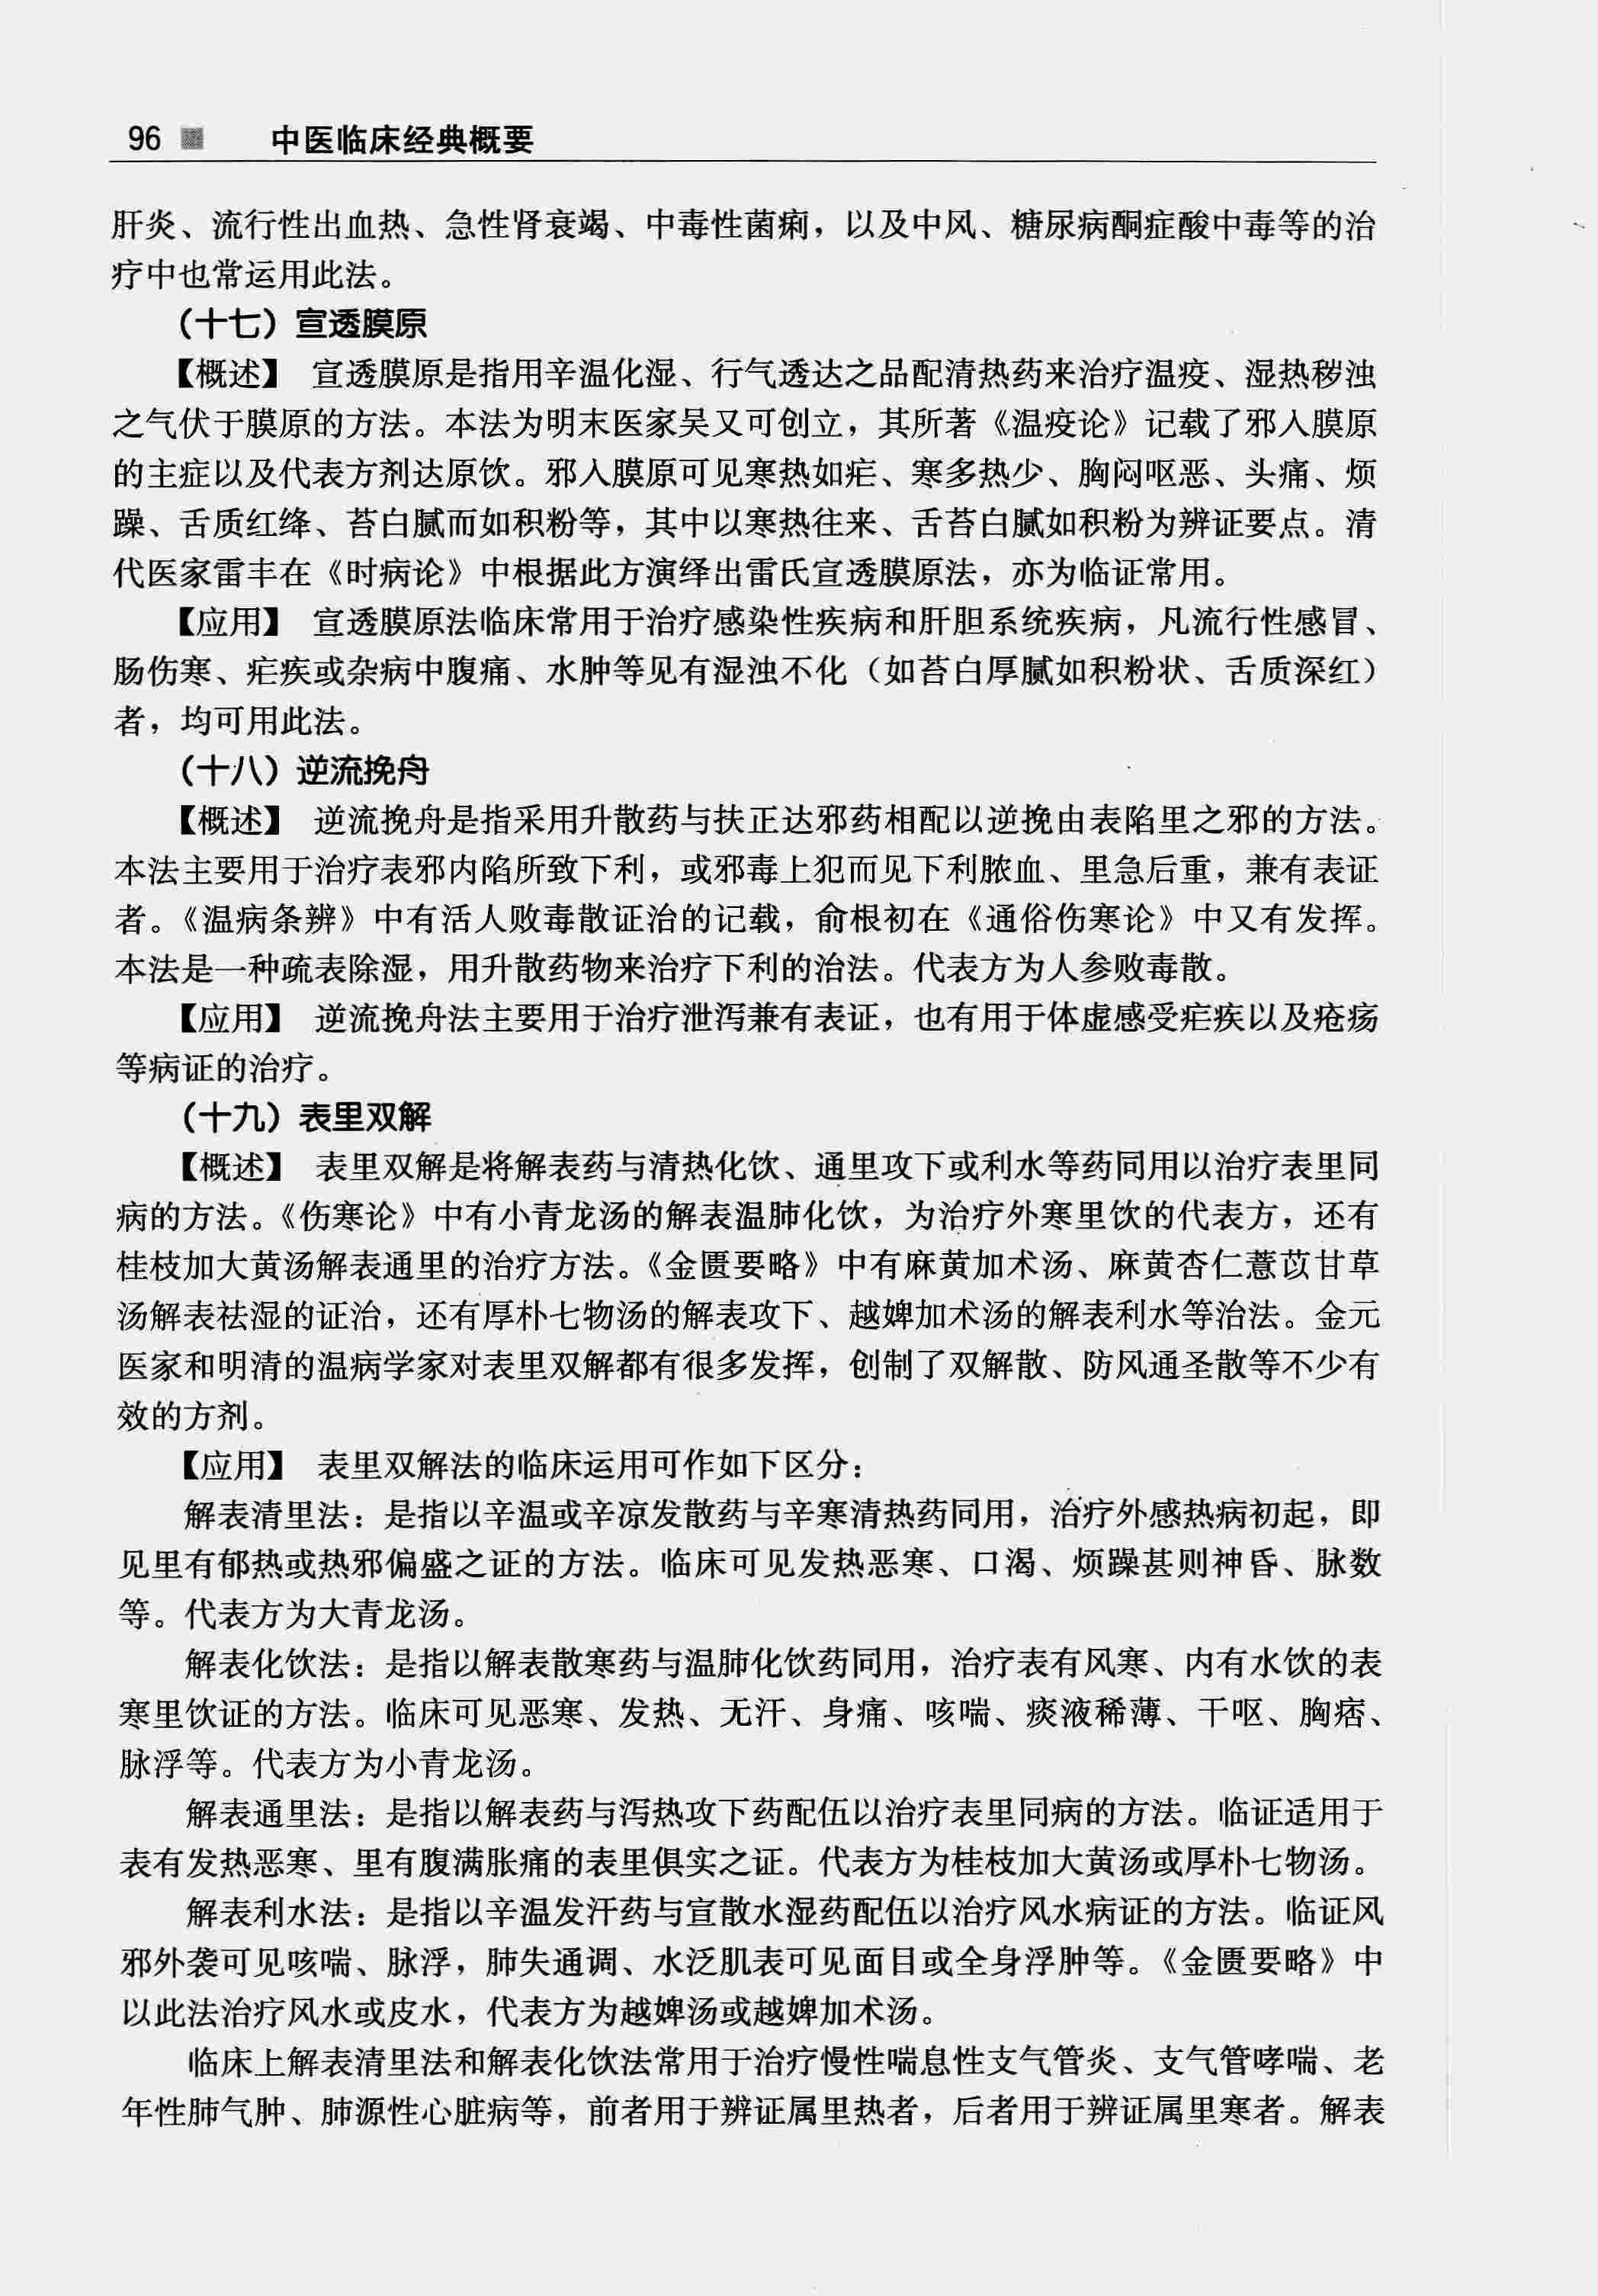 96 中医临床经典概要
肝炎、流行性出血热、急性肾衰竭、中毒性菌痢，以及中风、糖尿病酮症酸中毒等的治
疗中也常运用此法。
（十七）宣透膜原
【概述】 宣透膜原是指用辛温化湿、行气透达之品配清热药来治疗温疫、湿热秽浊
之气伏于膜原的方法。本法为明末医家吴又可创立，其所著《温疫论》记载了邪入膜原
的主症以及代表方剂达原饮。邪入膜原可见寒热如疟、寒多热少、胸闷呕恶、头痛、烦
躁、舌质红绛、苔白腻而如积粉等，其中以寒热往来、舌苔白腻如积粉为辨证要点。清
代医家雷丰在《时病论》中根据此方演绎出雷氏宣透膜原法，亦为临证常用。
【应用】 宣透膜原法临床常用于治疗感染性疾病和肝胆系统疾病，凡流行性感冒、
肠伤寒、疟疾或杂病中腹痛、水肿等见有湿浊不化（如苔白厚腻如积粉状、舌质深红）
者，均可用此法。
（十八）逆流挽舟
【概述】 逆流挽舟是指采用升散药与扶正达邪药相配以逆挽由表陷里之邪的方法。
本法主要用于治疗表邪内陷所致下利，或邪毒上犯而见下利脓血、里急后重，兼有表证
者。《温病条辨》中有活人败毒散证治的记载，俞根初在《通俗伤寒论》中又有发挥。
本法是一种疏表除湿，用升散药物来治疗下利的治法。代表方为人参败毒散。
【应用】 逆流挽舟法主要用于治疗泄泻兼有表证，也有用于体虚感受疟疾以及疮疡
等病证的治疗。
（十九）表里双解
【概述】 表里双解是将解表药与清热化饮、通里攻下或利水等药同用以治疗表里同
病的方法。《伤寒论》中有小青龙汤的解表温肺化饮，为治疗外寒里饮的代表方，还有
桂枝加大黄汤解表通里的治疗方法。《金匮要略》中有麻黄加术汤、麻黄杏仁薏苡甘草
汤解表祛湿的证治，还有厚朴七物汤的解表攻下、越婢加术汤的解表利水等治法。金元
医家和明清的温病学家对表里双解都有很多发挥，创制了双解散、防风通圣散等不少有
效的方剂。
【应用】 表里双解法的临床运用可作如下区分：
解表清里法：是指以辛温或辛凉发散药与辛寒清热药同用，治疗外感热病初起，即
见里有郁热或热邪偏盛之证的方法。临床可见发热恶寒、口渴、烦躁甚则神昏、脉数
等。代表方为大青龙汤。
解表化饮法：是指以解表散寒药与温肺化饮药同用，治疗表有风寒、内有水饮的表
寒里饮证的方法。临床可见恶寒、发热、无汗、身痛、咳喘、痰液稀薄、干呕、胸痞、
脉浮等。代表方为小青龙汤。
解表通里法：是指以解表药与泻热攻下药配伍以治疗表里同病的方法。临证适用于
表有发热恶寒、里有腹满胀痛的表里俱实之证。代表方为桂枝加大黄汤或厚朴七物汤。
解表利水法：是指以辛温发汗药与宣散水湿药配伍以治疗风水病证的方法。临证风
邪外袭可见咳喘、脉浮，肺失通调、水泛肌表可见面目或全身浮肿等。《金匮要略》中
以此法治疗风水或皮水，代表方为越婢汤或越婢加术汤。
临床上解表清里法和解表化饮法常用于治疗慢性喘息性支气管炎、支气管哮喘、老
年性肺气肿、肺源性心脏病等，前者用于辨证属里热者，后者用于辨证属里寒者。解表